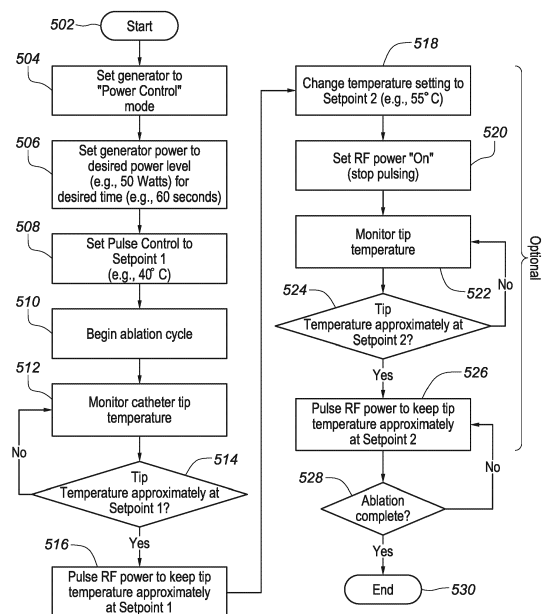 502
Start
504
Set generator to
"Power Control"
mode
506
Set generator power to
desired power level
(e.g., 50 Watts) for
desired time (e.g., 60 seconds)
508
Set Pulse Control to
Setpoint 1
(e.g., 40° C)
510
Begin ablation cycle
512
Monitor catheter tip
temperature
No
514
Tip
Temperature approximately at
Setpoint 1?
Yes
516
Pulse RF power to keep tip
temperature approximately
at Setpoint 1
518
Change temperature setting to
Setpoint 2 (e.g., 55° C)
520
Set RF power "On"
(stop pulsing)
Monitor tip
temperature
522
No
524
Tip
Temperature approximately at
Setpoint 2?
Yes
526
Pulse RF power to keep tip
temperature approximately
at Setpoint 2
Optional
No
528
Ablation
complete?
Yes
End
530